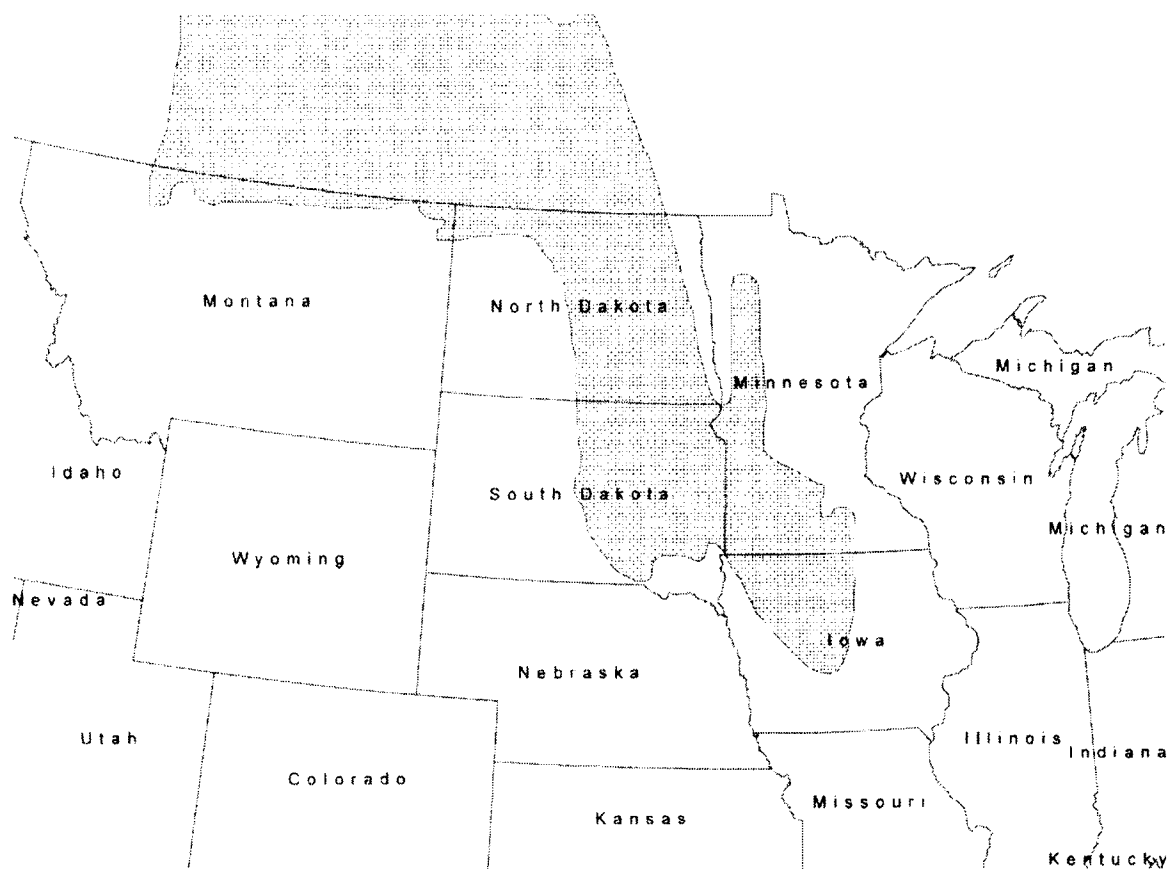 Montana
North Dakota
Minnesota
Michigan
Idaho
South Dakota
Wisconsin
Michigan
Wyoming
Nevada
Iowa
Nebraska
Utah
Illinois
Indiana
Colorado
Missouri
Kansas
Kentucky